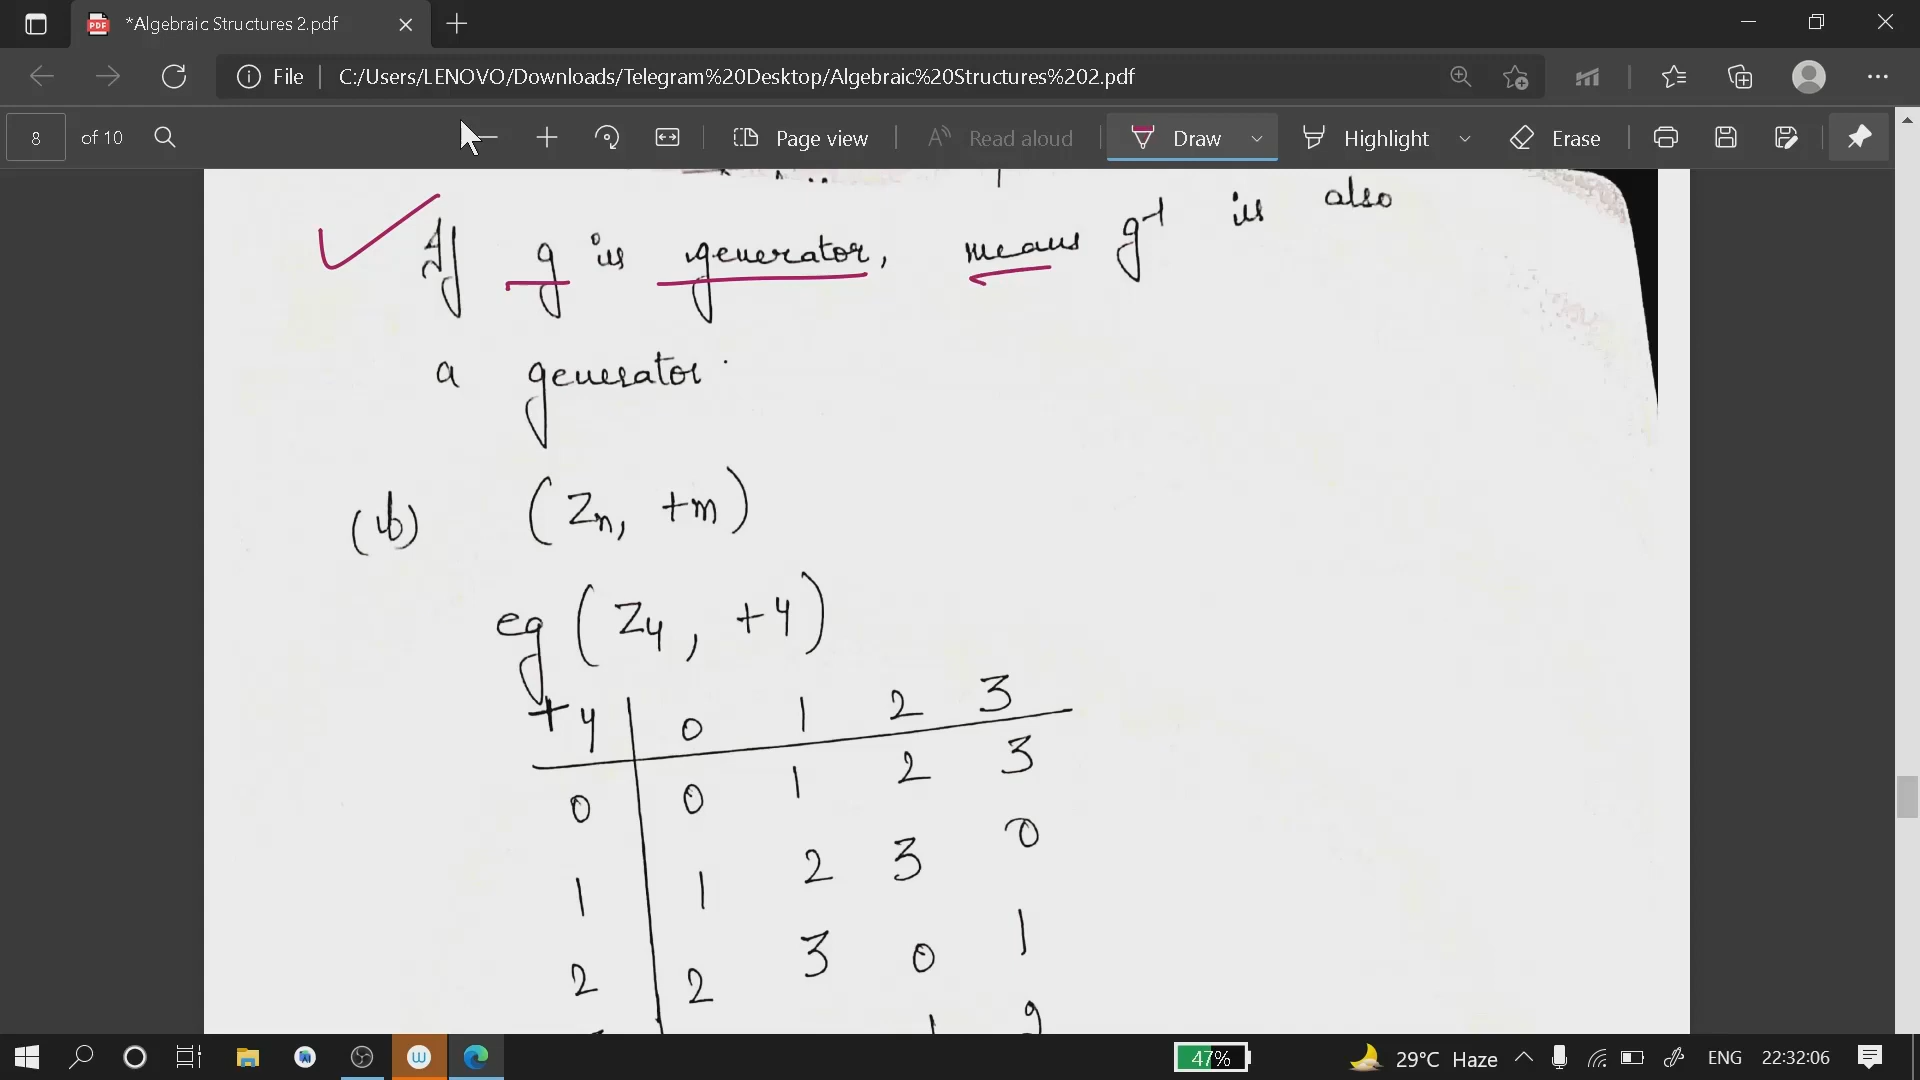 *Algebraic Structures 2.pdf
File | C:/Users/LENOVO/Downloads/Telegram%20Desktop/Algebraic%20Structures%202.pdf
8 of 10 Page view Read aloud Draw Highlight Erase
If g is generator, means g⁻¹ is also
a generator.
(b) (Zn, +m)
eg (Z4, +4)
+4 0 1 2 3
0 0 1 2 3
1 1 2 3 0
2 2 3 0 1
47% 29°C Haze ENG 22:32:06